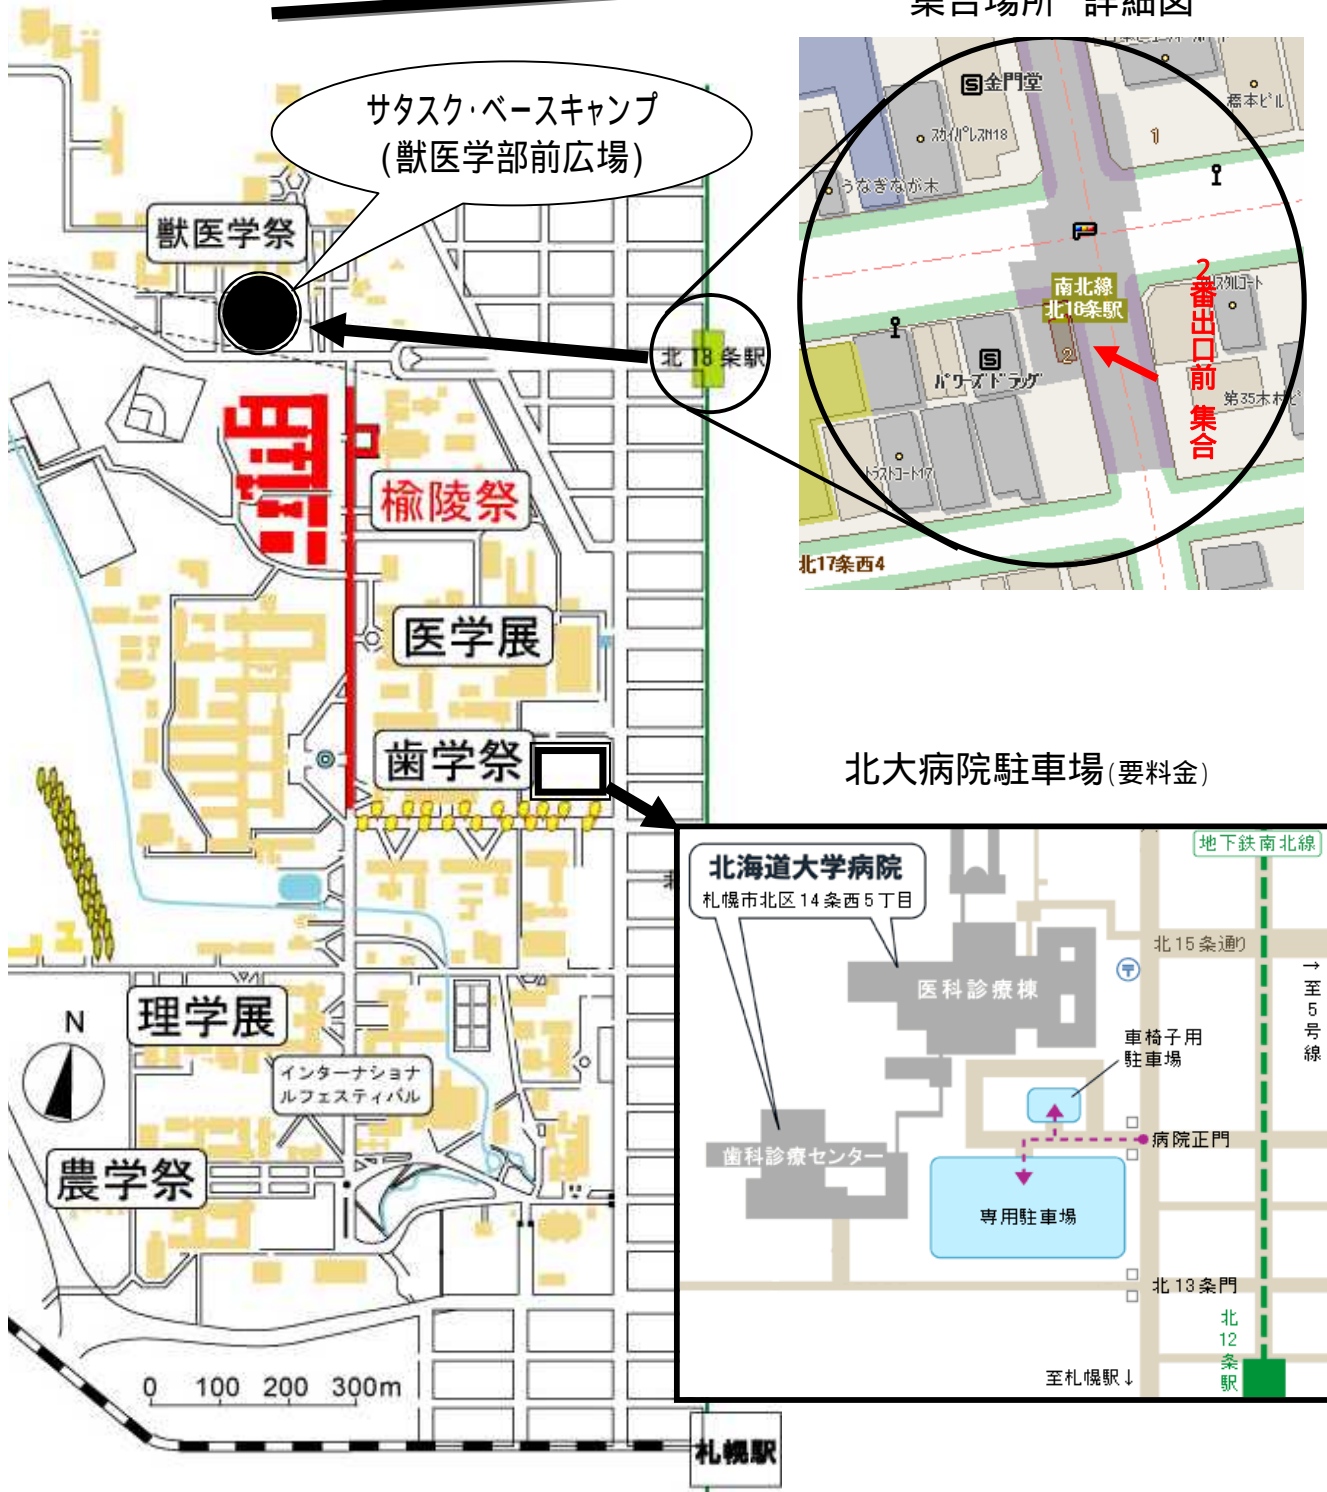 集合場所 詳細図
サタスク・ベースキャンプ
(獣医学部前広場)
獣医学祭
北18条駅
楡陵祭
医学展
歯学祭
理学展
インターナショナ
ルフェスティバル
農学祭
N
0 100 200 300m
札幌駅
金門堂
スカイパレスN18
橋本ビル
うなぎなが木
1
南北線
北18条駅
2
パワーズドラッグ
トラストコート17
第35木村ビ
2番出口前 集合
北17条西4
北大病院駐車場(要料金)
北海道大学病院
札幌市北区14条西5丁目
地下鉄南北線
北15条通り
→至5号線
医科診療棟
車椅子用
駐車場
病院正門
歯科診療センター
専用駐車場
北13条門
北12条駅
至札幌駅↓